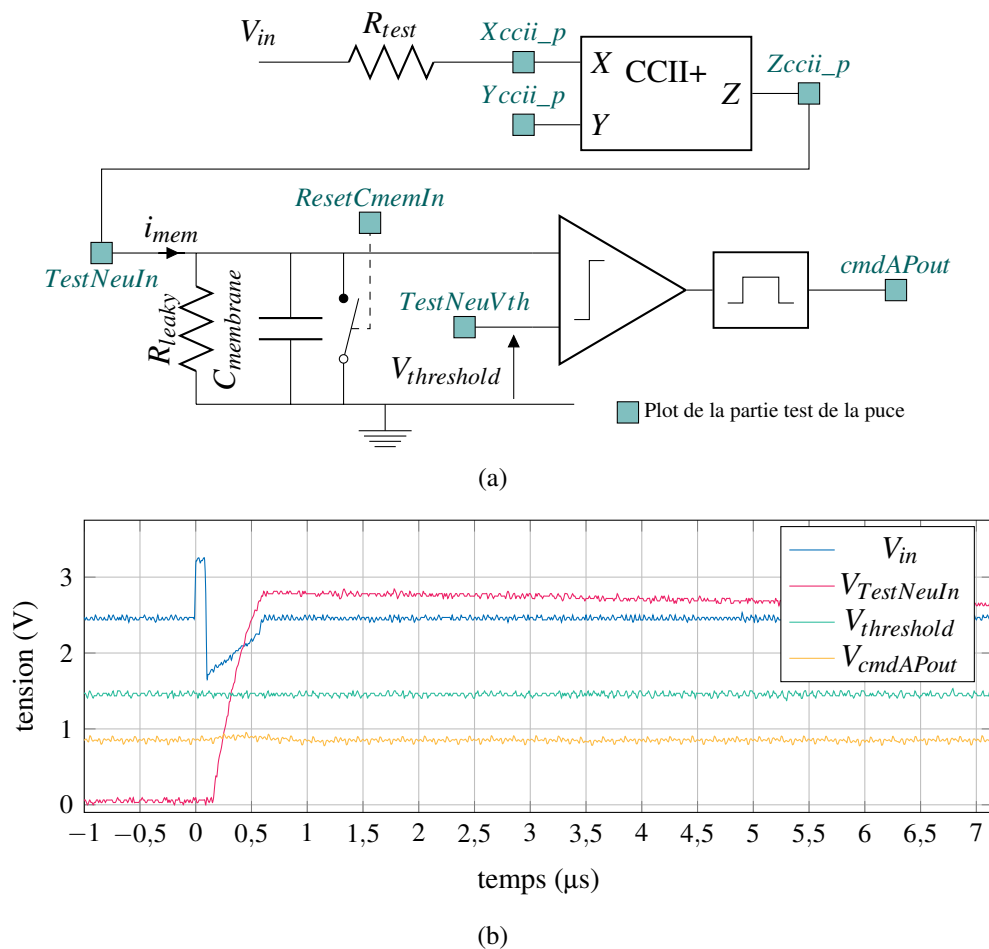 V_in
R_test
Xccii_p
Yccii_p
X
CCII+
Y
Z
Zccii_p
ResetCmemIn
i_mem
TestNeuIn
R_leaky
C_membrane
TestNeuVth
V_threshold
cmdAPout
Plot de la partie test de la puce
(a)
tension (V)
3
2
1
0
V_in
V_TestNeuIn
V_threshold
V_cmdAPout
−1 −0,5 0 0,5 1 1,5 2 2,5 3 3,5 4 4,5 5 5,5 6 6,5 7
temps (µs)
(b)